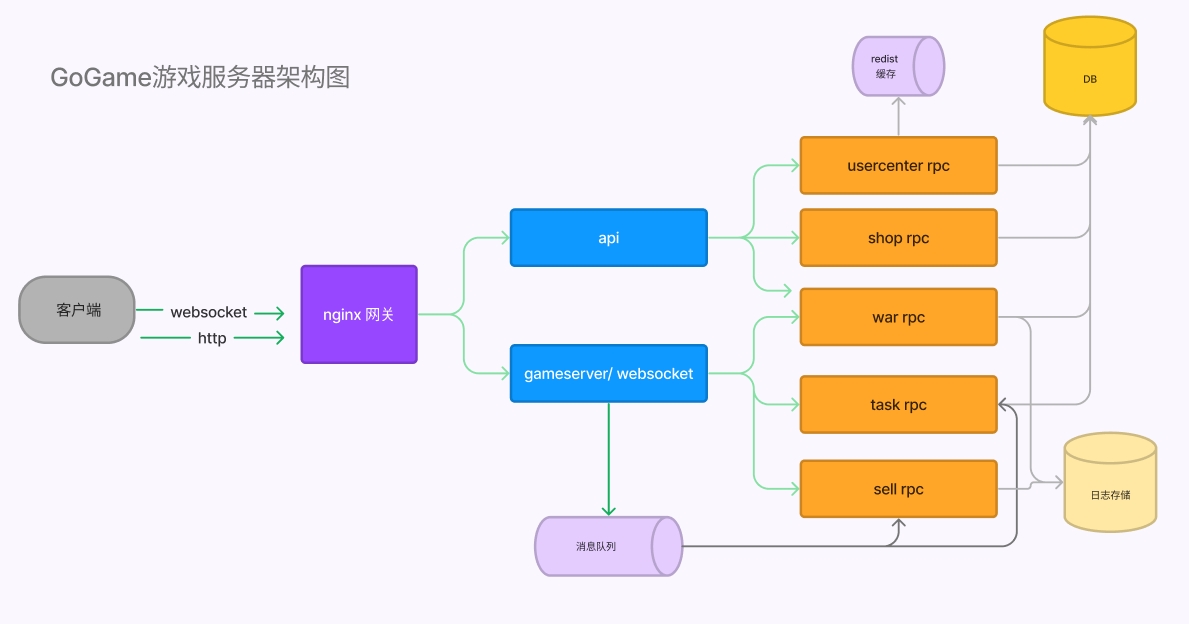 GoGame游戏服务器架构图
redist
缓存
DB
usercenter rpc
api
shop rpc
客户端
websocket
http
nginx 网关
war rpc
gameserver/ websocket
task rpc
sell rpc
日志存储
消息队列